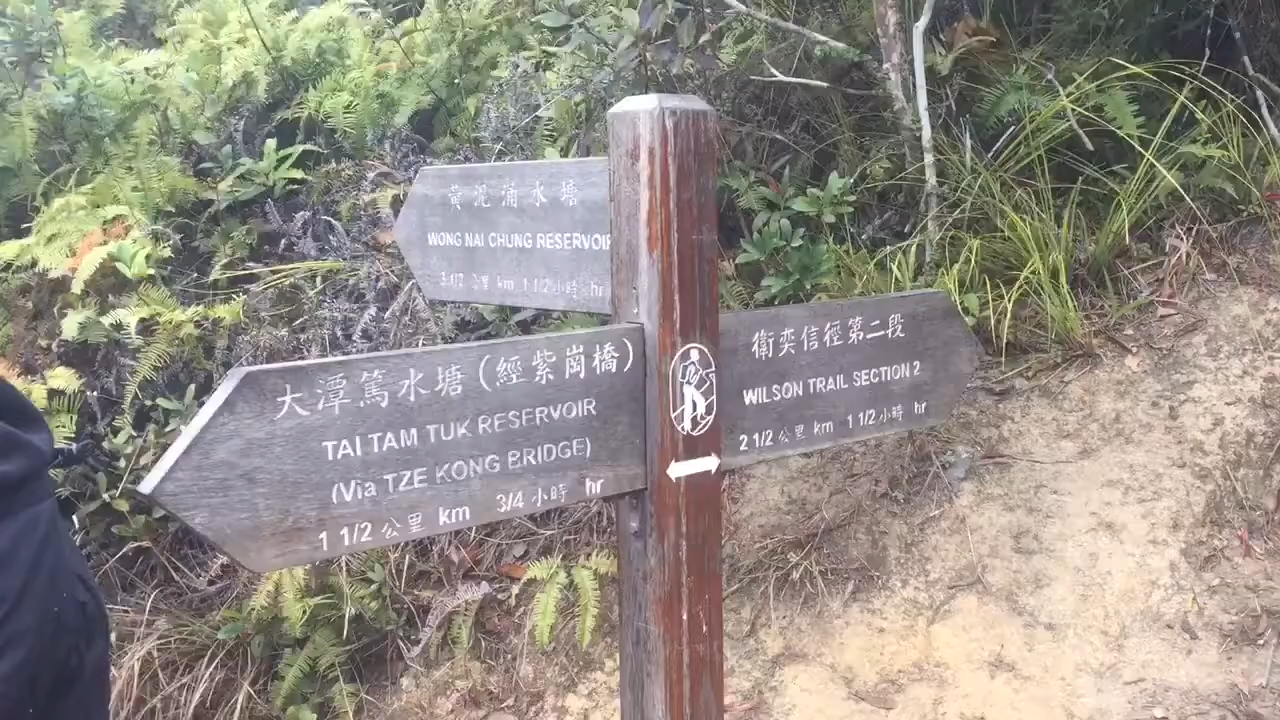 黃泥涌水塘
WONG NAI CHUNG RESERVOIR
3 1/2 公里 km 1 1/2 小時 hr
大潭篤水塘(經紫崗橋)
TAI TAM TUK RESERVOIR
(Via TZE KONG BRIDGE)
1 1/2 公里 km 3/4 小時 hr
衛奕信徑第二段
WILSON TRAIL SECTION 2
2 1/2 公里 km 1 1/2 小時 hr